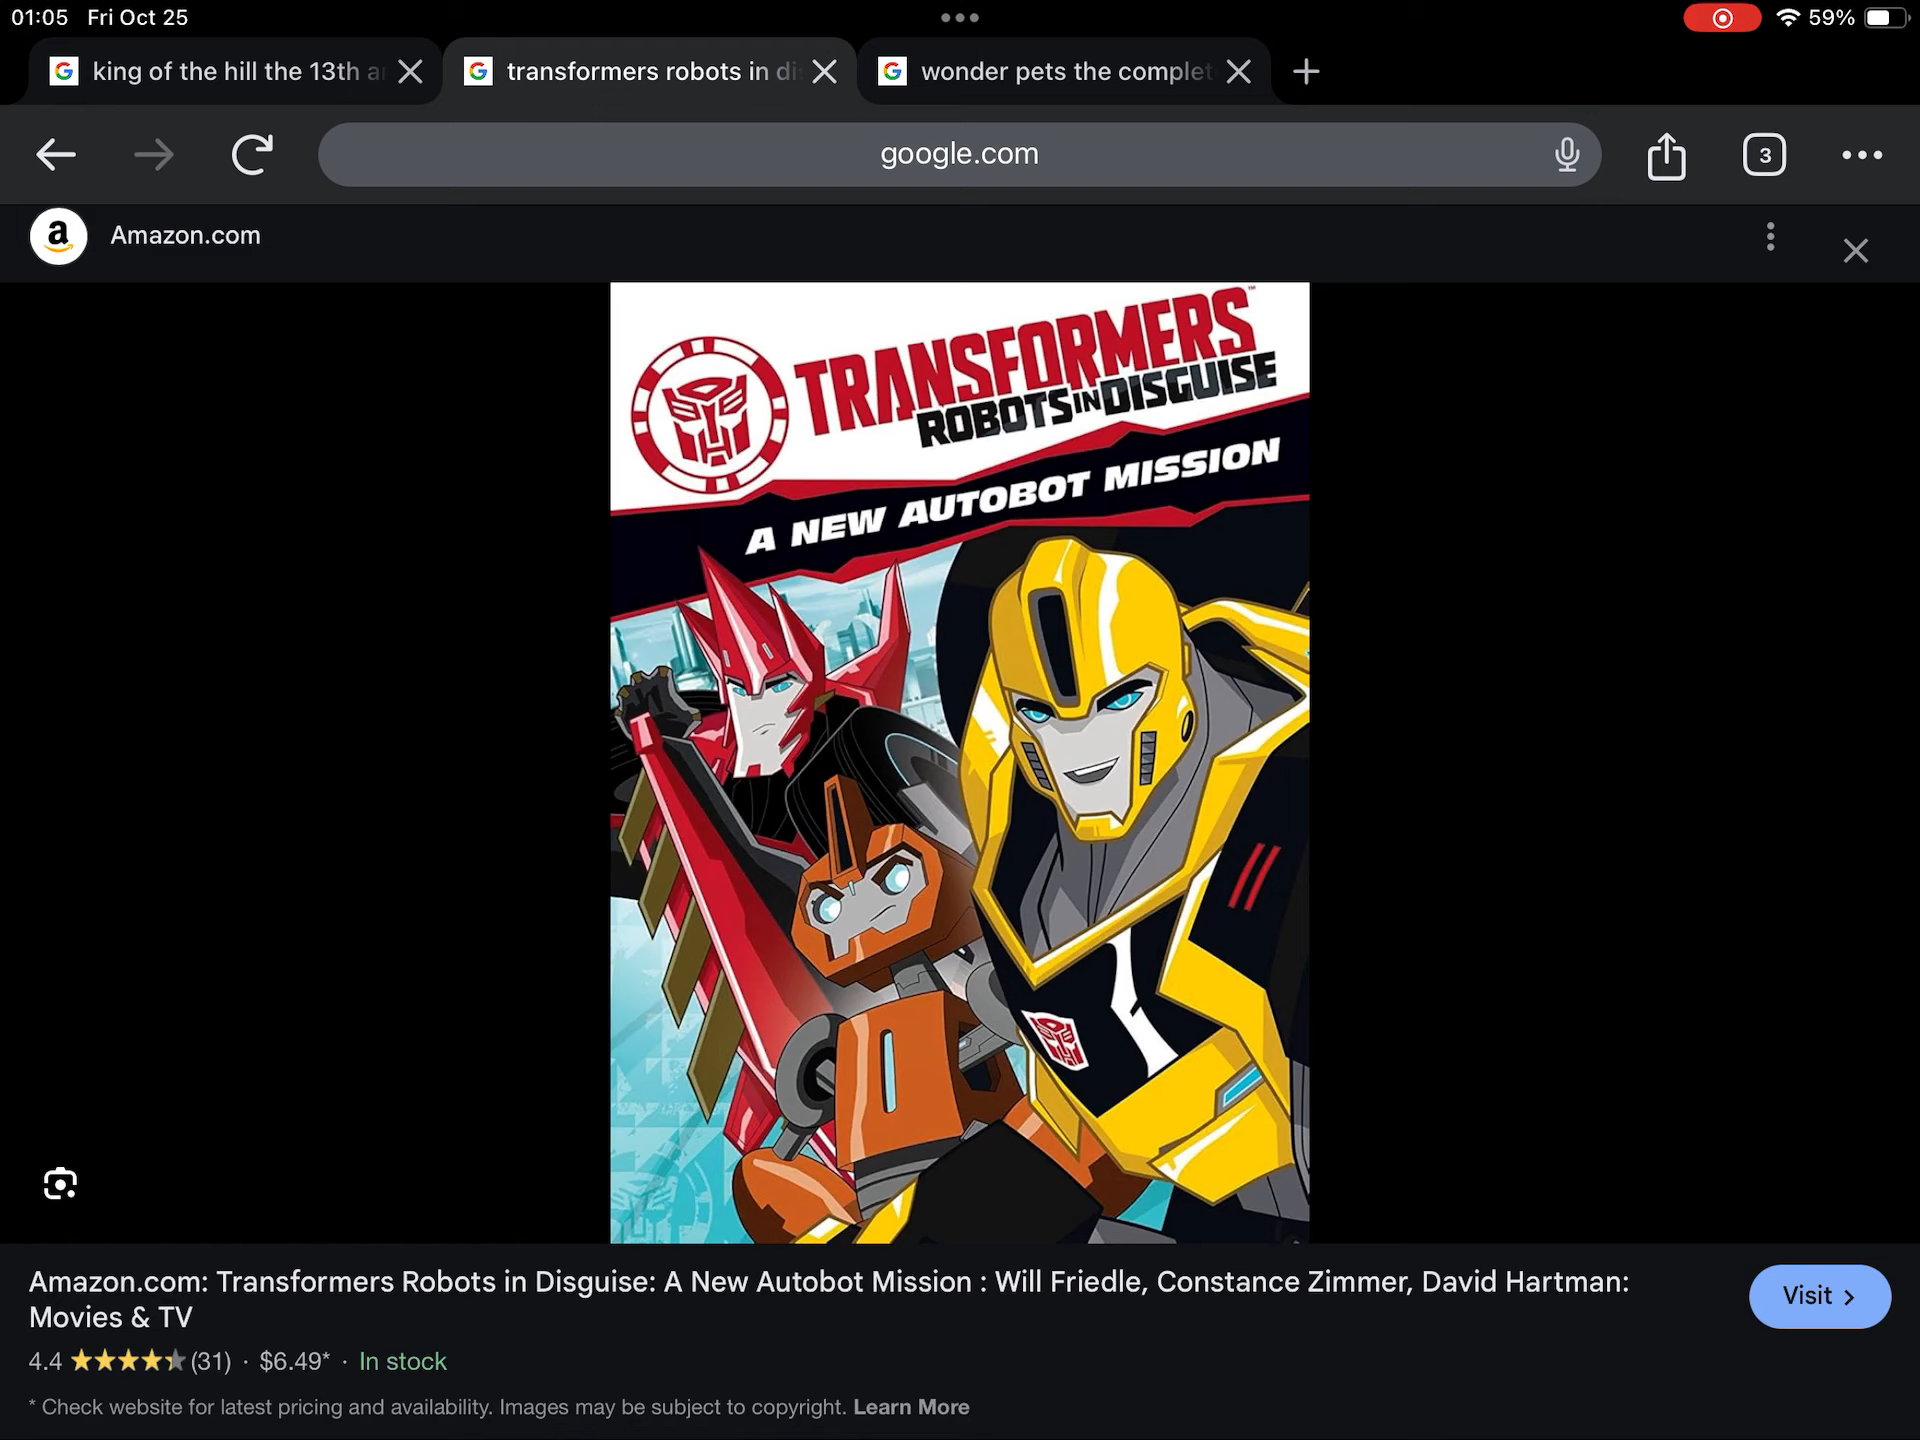 01:05 Fri Oct 25
59%
king of the hill the 13th a
transformers robots in di
wonder pets the complet
google.com
3
a
Amazon.com
TRANSFORMERS™
ROBOTS IN DISGUISE
A NEW AUTOBOT MISSION
Amazon.com: Transformers Robots in Disguise: A New Autobot Mission : Will Friedle, Constance Zimmer, David Hartman:
Movies & TV
Visit
4.4 (31) · $6.49* · In stock
* Check website for latest pricing and availability. Images may be subject to copyright. Learn More